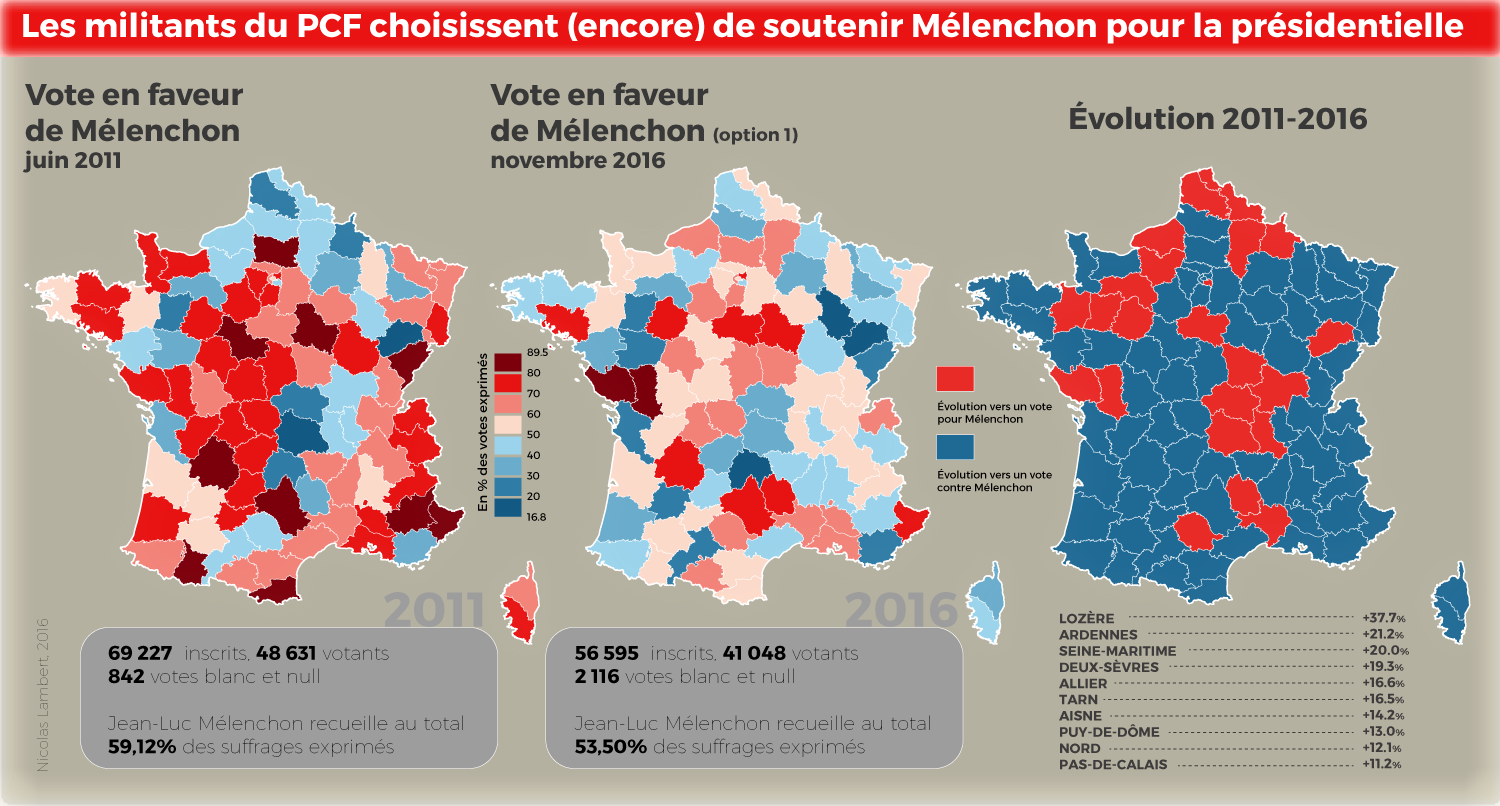 Les militants du PCF choisissent (encore) de soutenir Mélenchon pour la présidentielle
Vote en faveur
de Mélenchon
juin 2011
Vote en faveur
de Mélenchon (option 1)
novembre 2016
Évolution 2011-2016
En % des votes exprimés
89.5
80
70
60
50
40
30
20
16.8
Évolution vers un vote
pour Mélenchon
Évolution vers un vote
contre Mélenchon
2011
69 227 inscrits, 48 631 votants
842 votes blanc et null
Jean-Luc Mélenchon recueille au total
59,12% des suffrages exprimés
2016
56 595 inscrits, 41 048 votants
2 116 votes blanc et null
Jean-Luc Mélenchon recueille au total
53,50% des suffrages exprimés
LOZÈRE +37.7%
ARDENNES +21.2%
SEINE-MARITIME +20.0%
DEUX-SÈVRES +19.3%
ALLIER +16.6%
TARN +16.5%
AISNE +14.2%
PUY-DE-DÔME +13.0%
NORD +12.1%
PAS-DE-CALAIS +11.2%
Nicolas Lambert, 2016